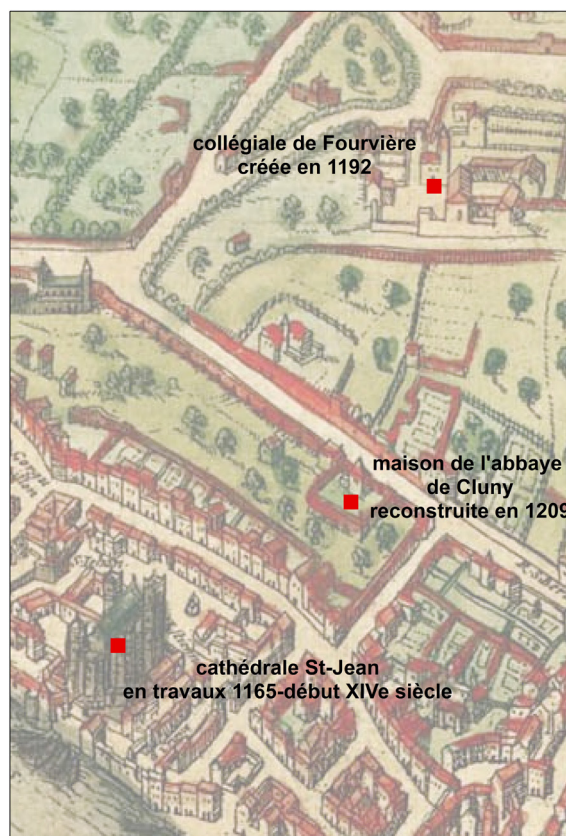 collégiale de Fourvière
créée en 1192
maison de l'abbaye
de Cluny
reconstruite en 1209
cathédrale St-Jean
en travaux 1165-début XIVe siècle